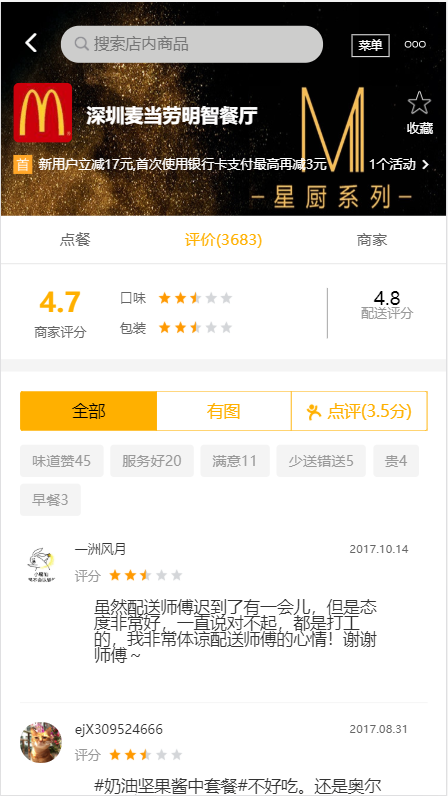 搜索店内商品
菜单
深圳麦当劳明智餐厅
收藏
首 新用户立减17元,首次使用银行卡支付最高再减3元 1个活动
星厨系列
点餐 评价(3683) 商家
4.7 口味 4.8
商家评分 包装 配送评分
全部 有图 点评(3.5分)
味道赞45 服务好20 满意11 少送错送5 贵4
早餐3
一洲风月 2017.10.14
评分
虽然配送师傅迟到了有一会儿，但是态
度非常好，一直说对不起，都是打工
的，我非常体谅配送师傅的心情！谢谢
师傅～
ejX309524666 2017.08.31
评分
#奶油坚果酱中套餐#不好吃。还是奥尔